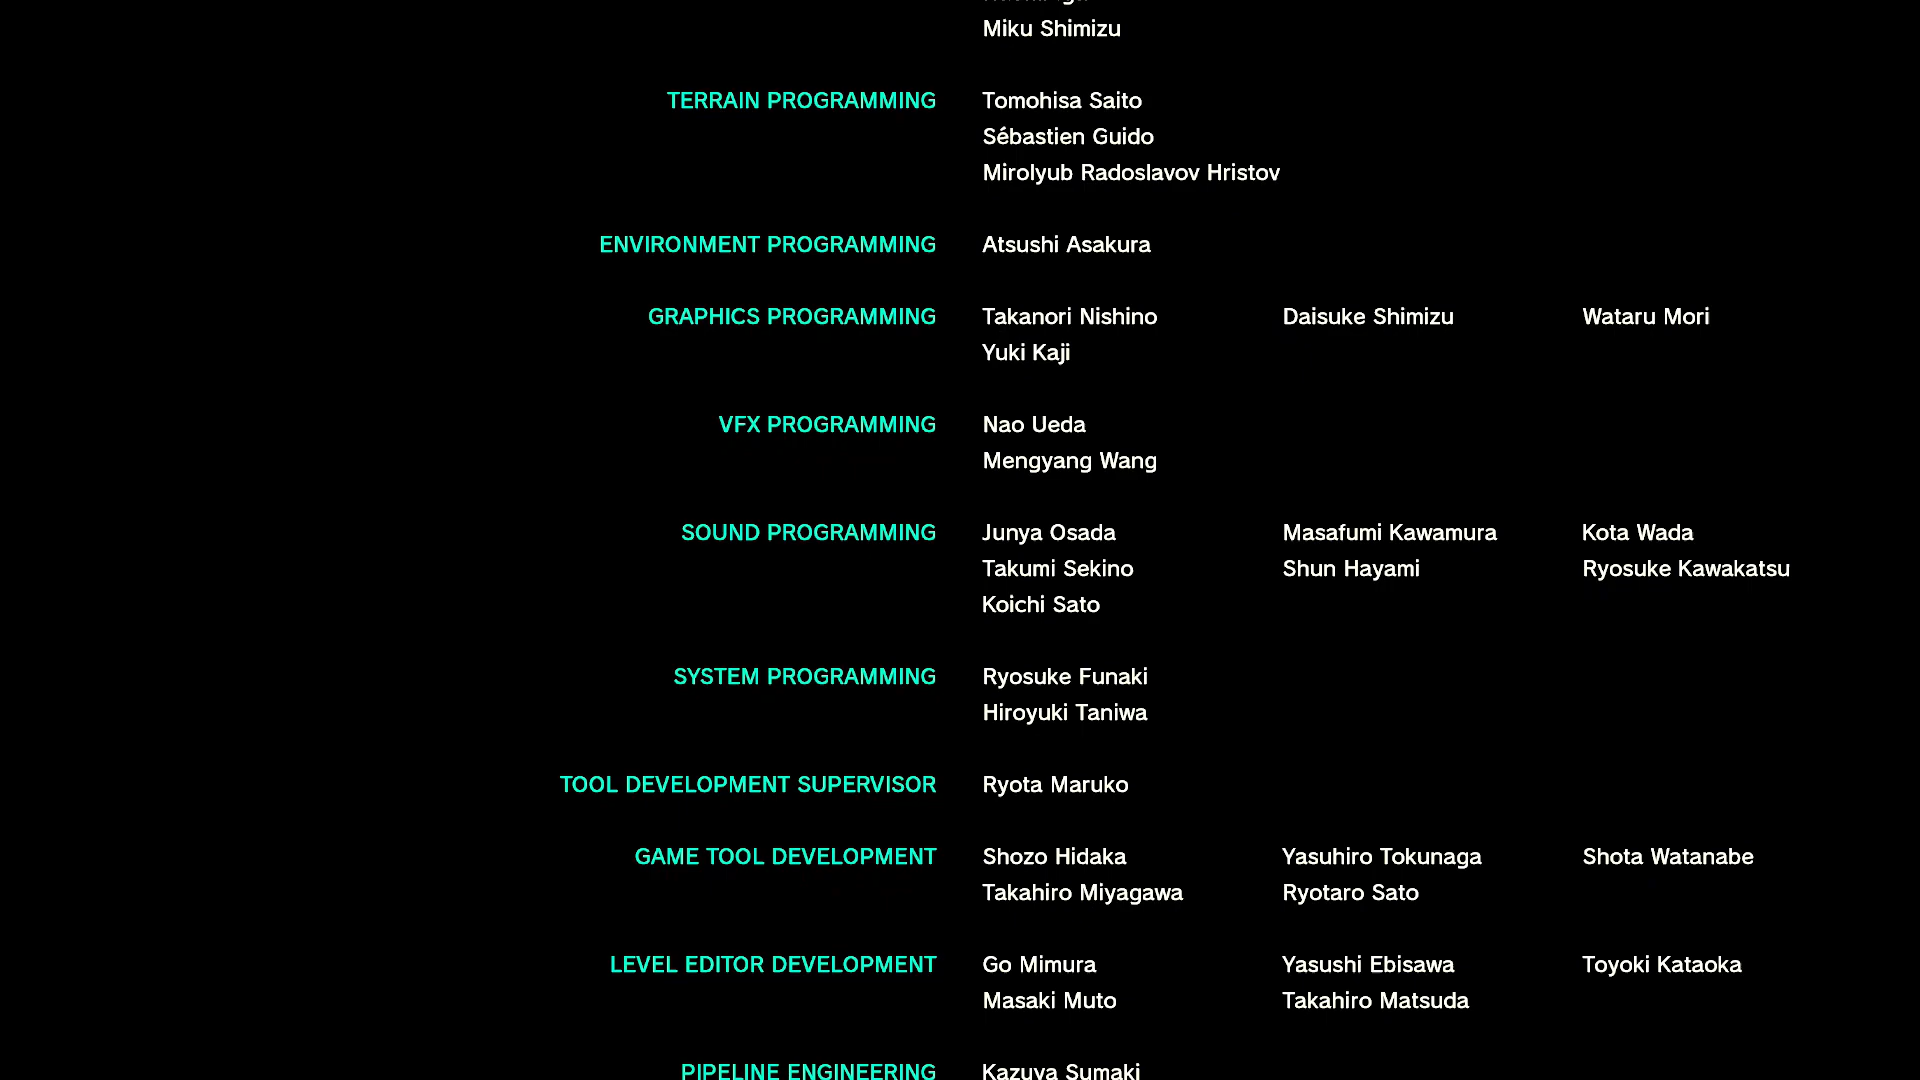 Miku Shimizu
TERRAIN PROGRAMMING Tomohisa Saito
Sébastien Guido
Mirolyub Radoslavov Hristov
ENVIRONMENT PROGRAMMING Atsushi Asakura
GRAPHICS PROGRAMMING Takanori Nishino Daisuke Shimizu Wataru Mori
Yuki Kaji
VFX PROGRAMMING Nao Ueda
Mengyang Wang
SOUND PROGRAMMING Junya Osada Masafumi Kawamura Kota Wada
Takumi Sekino Shun Hayami Ryosuke Kawakatsu
Koichi Sato
SYSTEM PROGRAMMING Ryosuke Funaki
Hiroyuki Taniwa
TOOL DEVELOPMENT SUPERVISOR Ryota Maruko
GAME TOOL DEVELOPMENT Shozo Hidaka Yasuhiro Tokunaga Shota Watanabe
Takahiro Miyagawa Ryotaro Sato
LEVEL EDITOR DEVELOPMENT Go Mimura Yasushi Ebisawa Toyoki Kataoka
Masaki Muto Takahiro Matsuda
PIPELINE ENGINEERING Kazuya Sumaki